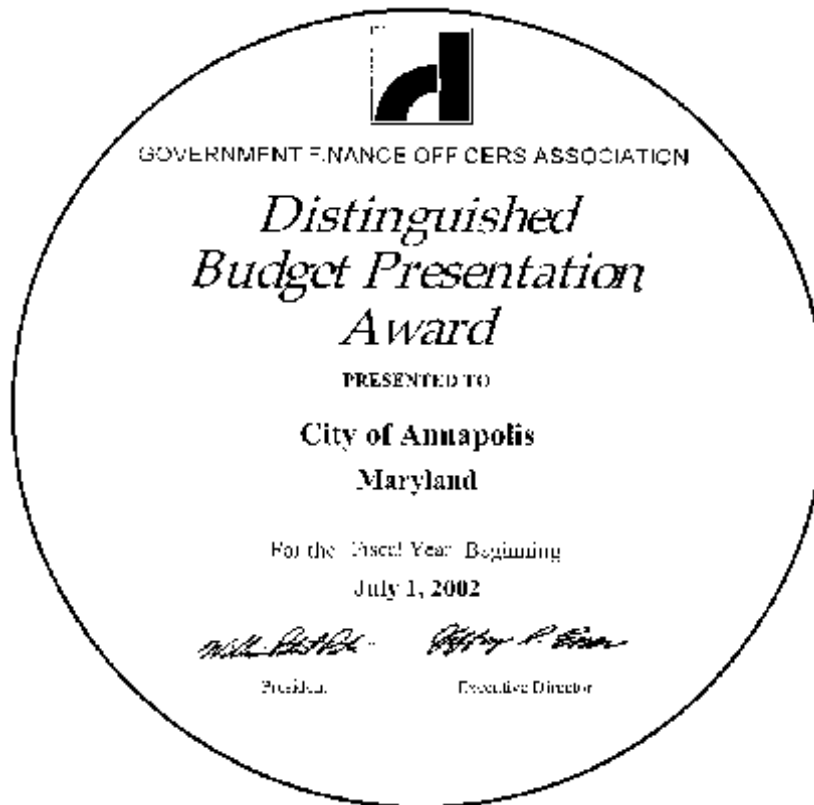 GOVERNMENT FINANCE OFFICERS ASSOCIATION
Distinguished
Budget Presentation
Award
PRESENTED TO
City of Annapolis
Maryland
For the Fiscal Year Beginning
July 1, 2002
President Executive Director